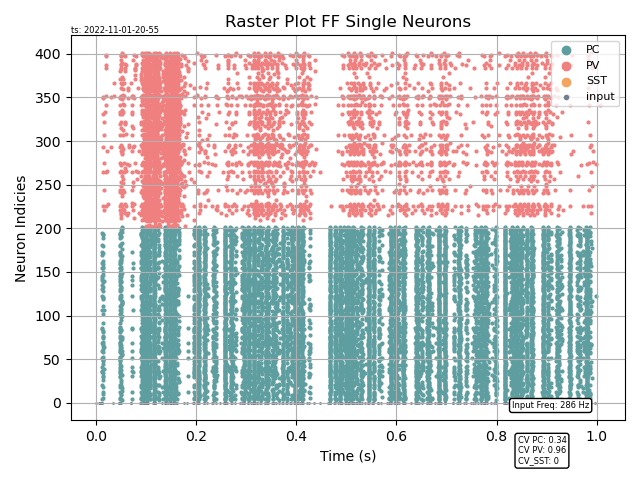 Raster Plot FF Single Neurons
ts: 2022-11-01-20-55
PC
PV
SST
input
400
350
300
250
200
150
100
50
0
Neuron Indicies
0.0 0.2 0.4 0.6 0.8 1.0
Time (s)
Input Freq: 286 Hz
CV PC: 0.34
CV PV: 0.96
CV_SST: 0